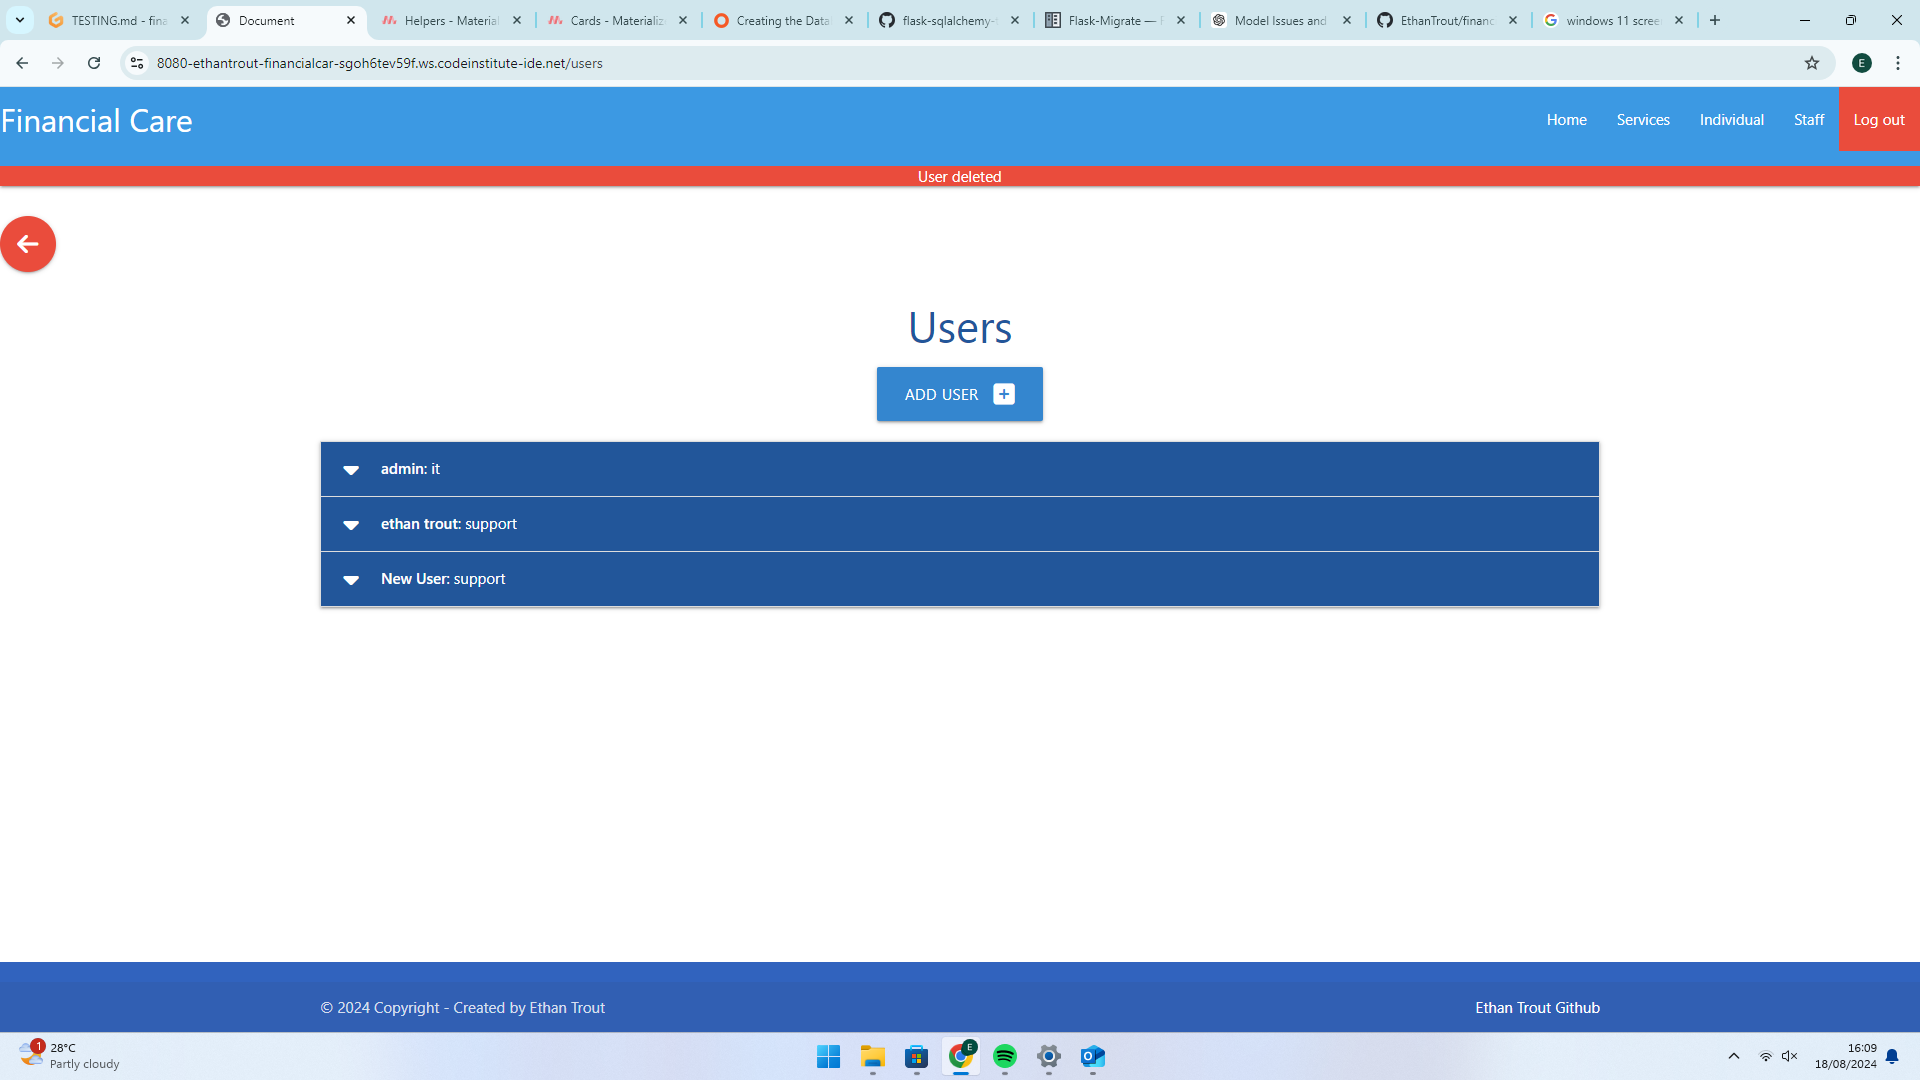 TESTING.md - fina
Document
Helpers - Material
Cards - Materializ
Creating the Data
flask-sqlalchemy-
Flask-Migrate —
Model Issues and
EthanTrout/financ
windows 11 scree
8080-ethantrout-financialcar-sgoh6tev59f.ws.codeinstitute-ide.net/users
E
Financial Care
Home
Services
Individual
Staff
Log out
User deleted
Users
ADD USER
admin: it
ethan trout: support
New User: support
© 2024 Copyright - Created by Ethan Trout
Ethan Trout Github
1
28°C
Partly cloudy
E
16:09
18/08/2024